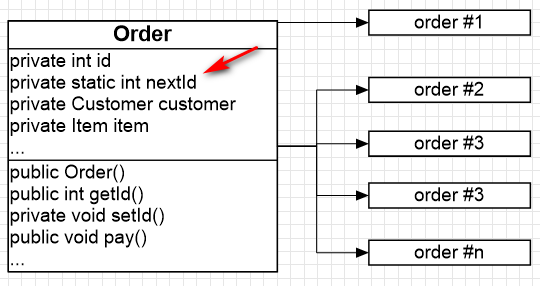 Order
private int id
private static int nextId
private Customer customer
private Item item
...
public Order()
public int getId()
private void setId()
public void pay()
...
order #1
order #2
order #3
order #3
order #n